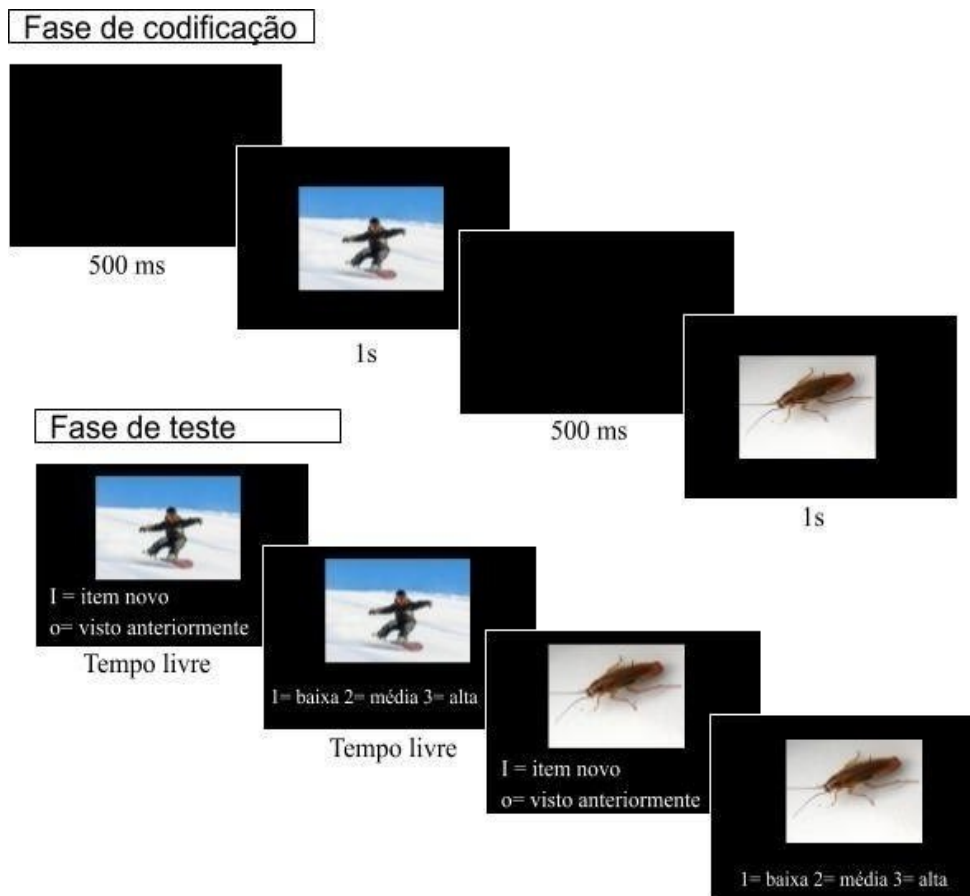 Fase de codificação
500 ms
1s
500 ms
1s
Fase de teste
I = item novo
o= visto anteriormente
Tempo livre
1= baixa 2= média 3= alta
Tempo livre
I = item novo
o= visto anteriormente
1= baixa 2= média 3= alta